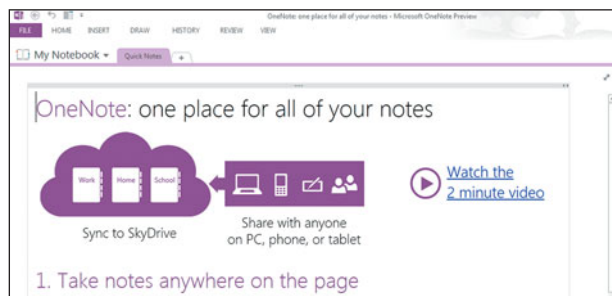 OneNote: one place for all of your notes - Microsoft OneNote Preview
FILE HOME INSERT DRAW HISTORY REVIEW VIEW
My Notebook Quick Notes
OneNote: one place for all of your notes
Work Home School
Watch the
2 minute video
Sync to SkyDrive
Share with anyone
on PC, phone, or tablet
1. Take notes anywhere on the page